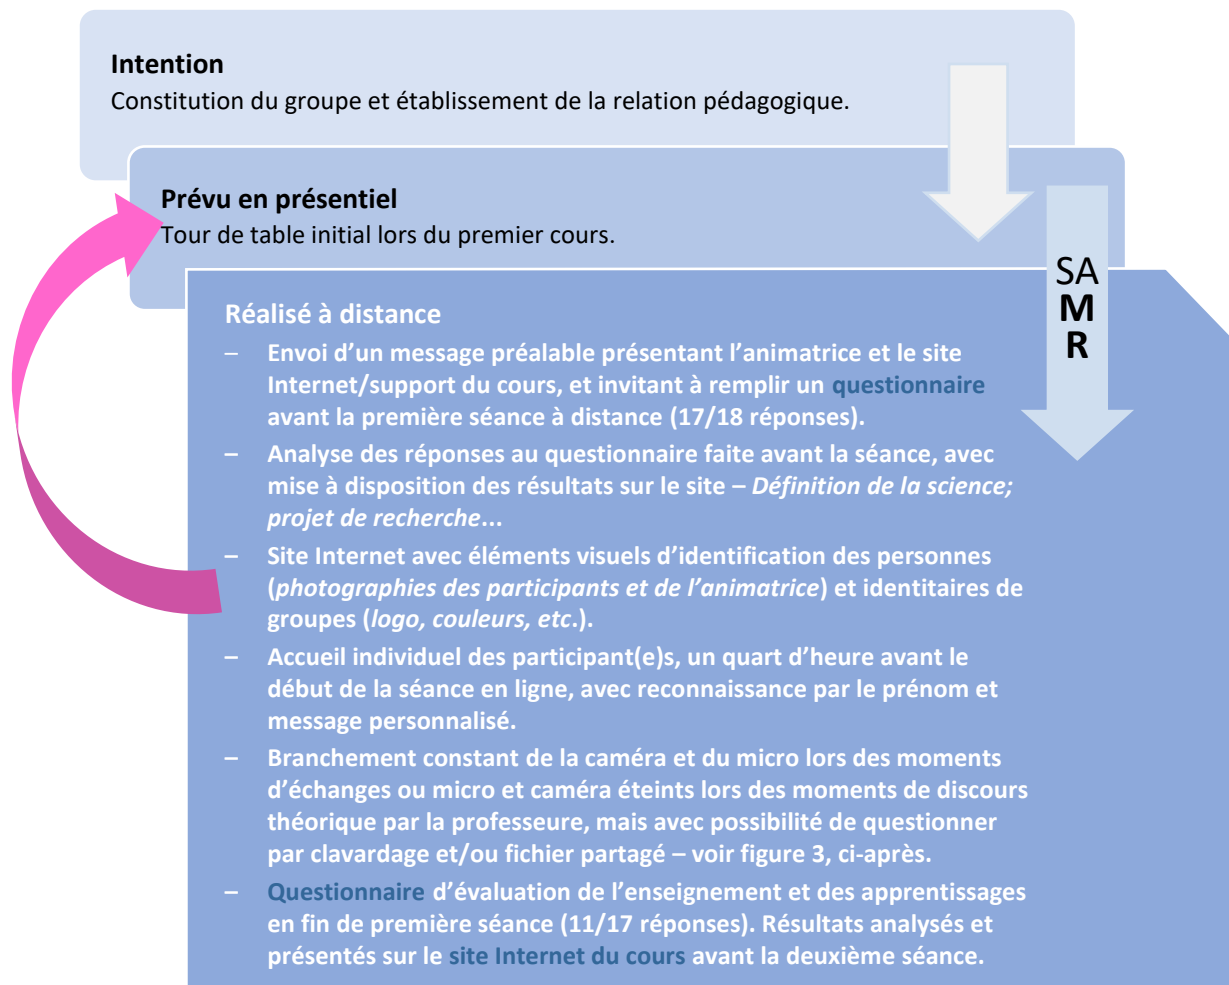 Intention
Constitution du groupe et établissement de la relation pédagogique.
Prévu en présentiel
Tour de table initial lors du premier cours.
SA
M
R
Réalisé à distance
– Envoi d’un message préalable présentant l’animatrice et le site
Internet/support du cours, et invitant à remplir un questionnaire
avant la première séance à distance (17/18 réponses).
– Analyse des réponses au questionnaire faite avant la séance, avec
mise à disposition des résultats sur le site – Définition de la science;
projet de recherche...
– Site Internet avec éléments visuels d’identification des personnes
(photographies des participants et de l’animatrice) et identitaires de
groupes (logo, couleurs, etc.).
– Accueil individuel des participant(e)s, un quart d’heure avant le
début de la séance en ligne, avec reconnaissance par le prénom et
message personnalisé.
– Branchement constant de la caméra et du micro lors des moments
d’échanges ou micro et caméra éteints lors des moments de discours
théorique par la professeure, mais avec possibilité de questionner
par clavardage et/ou fichier partagé – voir figure 3, ci-après.
– Questionnaire d’évaluation de l’enseignement et des apprentissages
en fin de première séance (11/17 réponses). Résultats analysés et
présentés sur le site Internet du cours avant la deuxième séance.